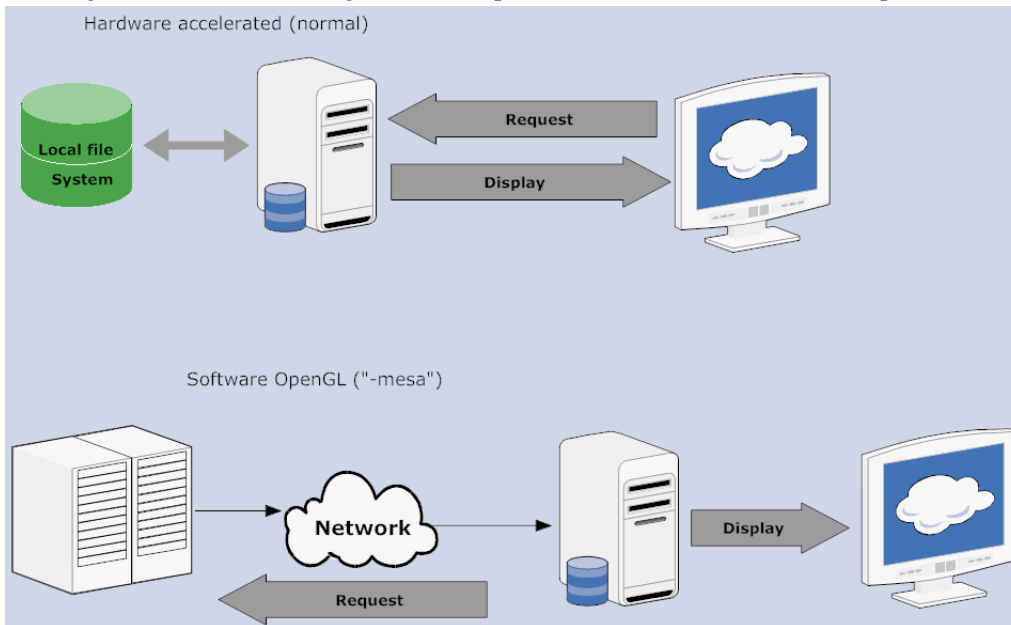 Hardware accelerated (normal)
Request
Local file
System
Display
Software OpenGL ("-mesa")
Network
Display
Request